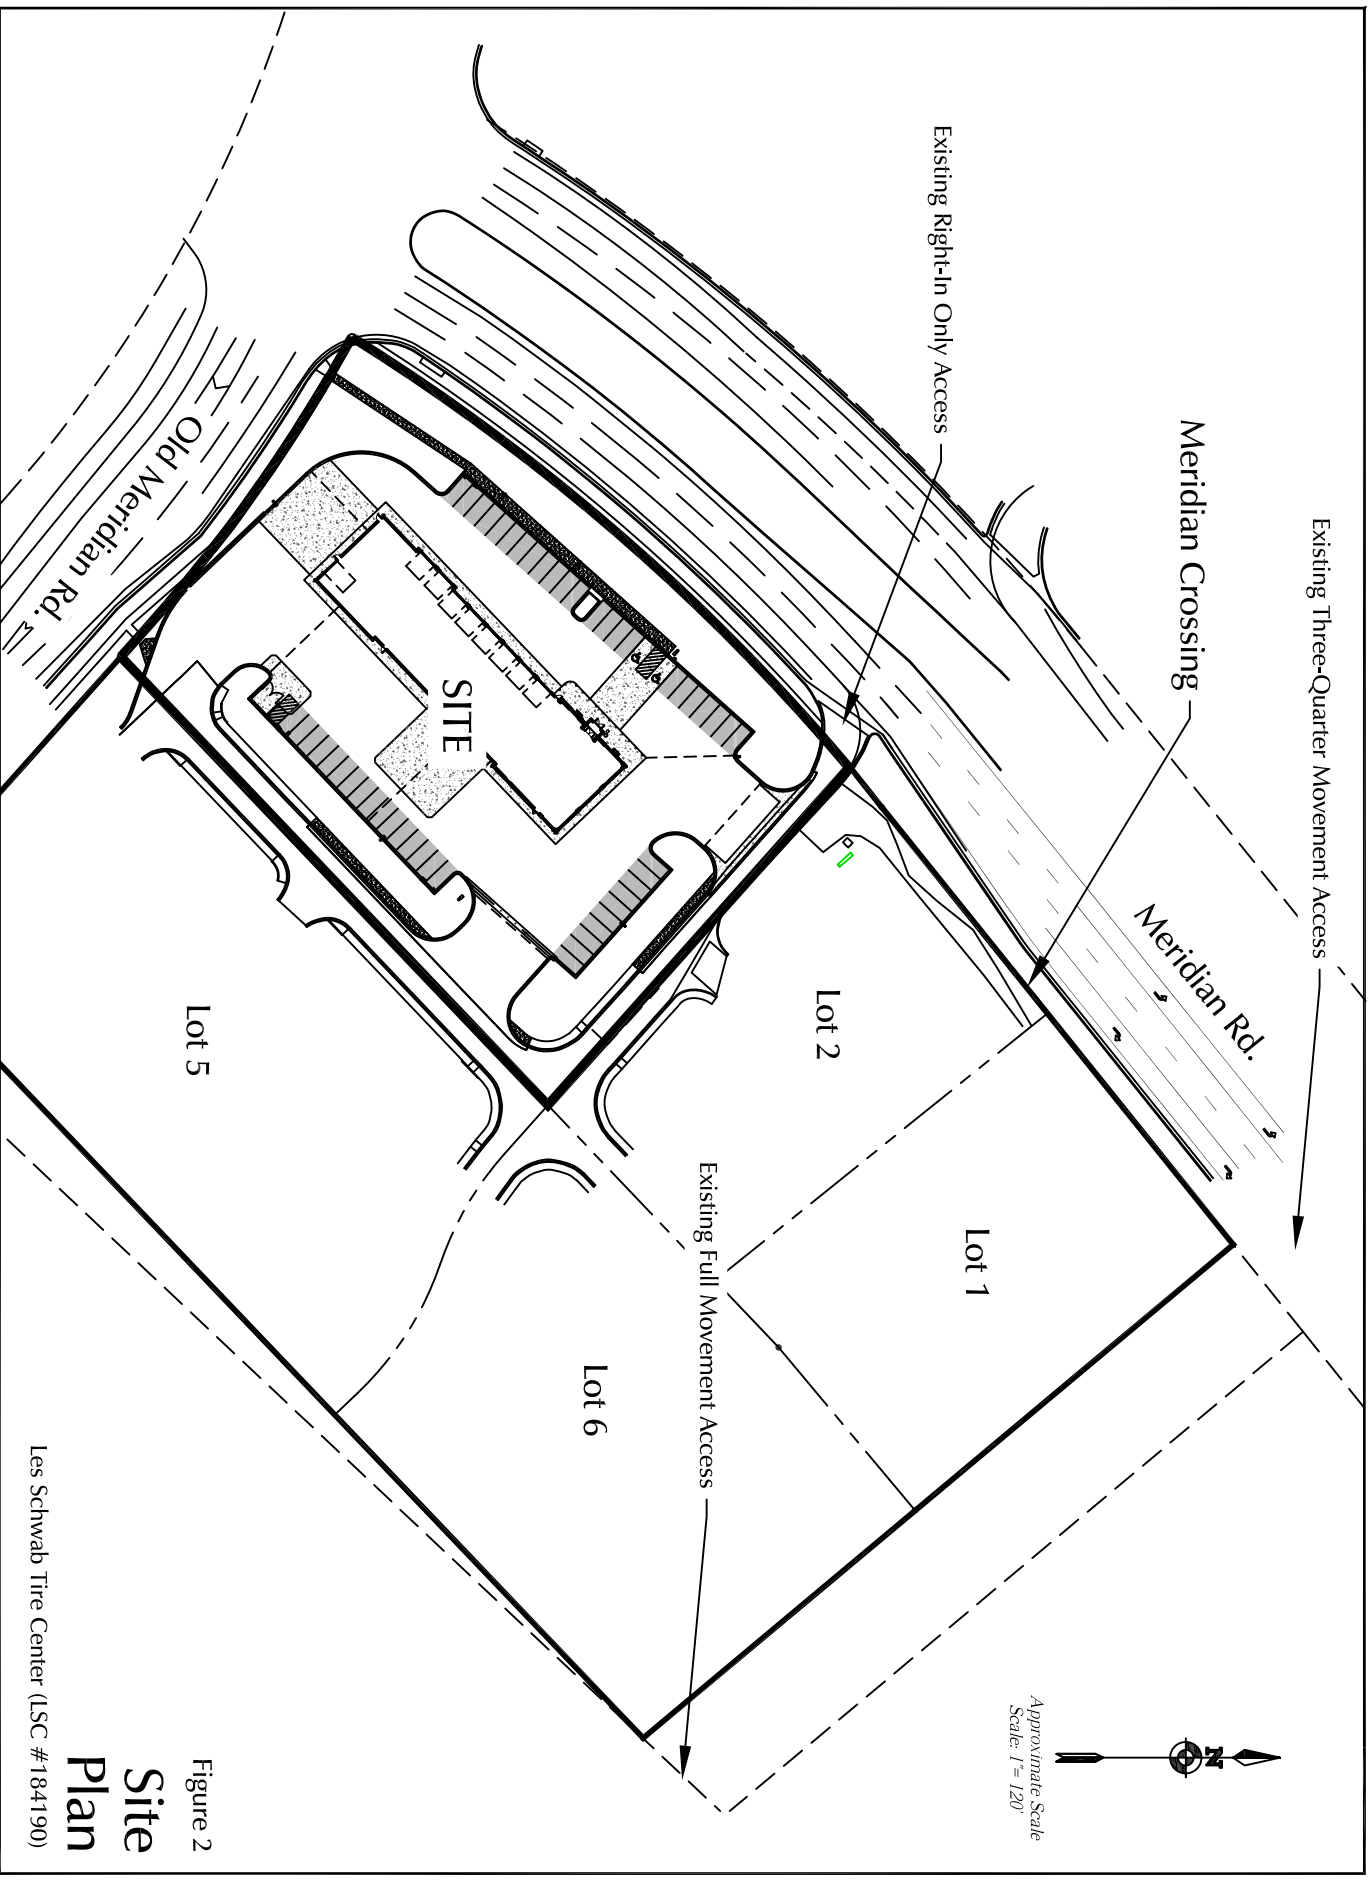 Existing Three-Quarter Movement Access
Meridian Crossing
Existing Right-In Only Access
Meridian Rd.
Old Meridian Rd.
SITE
Lot 2
Lot 1
Lot 5
Lot 6
Existing Full Movement Access
N
Approximate Scale
Scale: 1"= 120'
Figure 2
Site
Plan
Les Schwab Tire Center (LSC #184190)